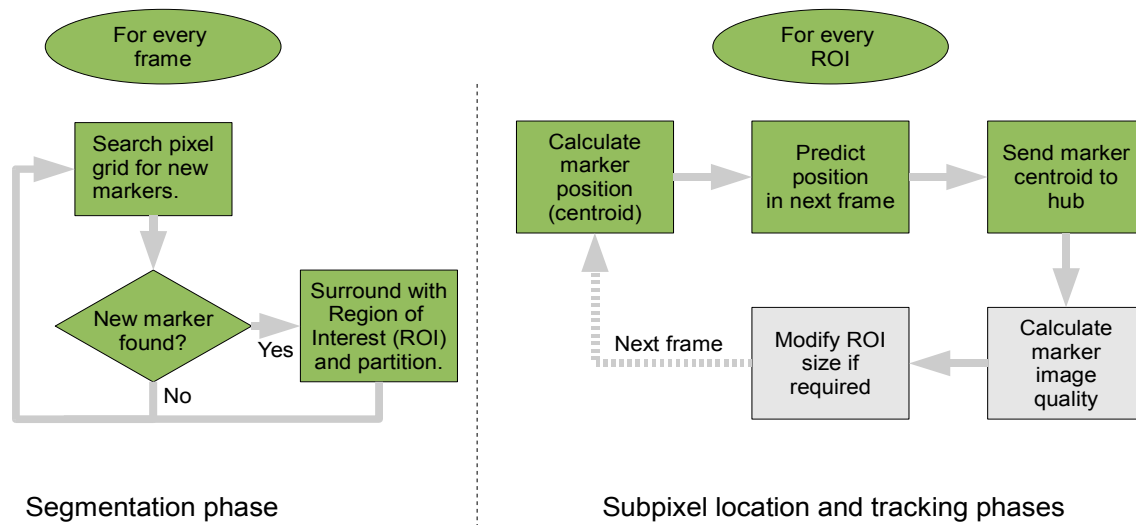 For every
frame
Search pixel
grid for new
markers.
New marker
found?
Yes
No
Surround with
Region of
Interest (ROI)
and partition.
Segmentation phase
For every
ROI
Calculate
marker
position
(centroid)
Predict
position
in next frame
Send marker
centroid to
hub
Calculate
marker
image
quality
Modify ROI
size if
required
Next frame
Subpixel location and tracking phases